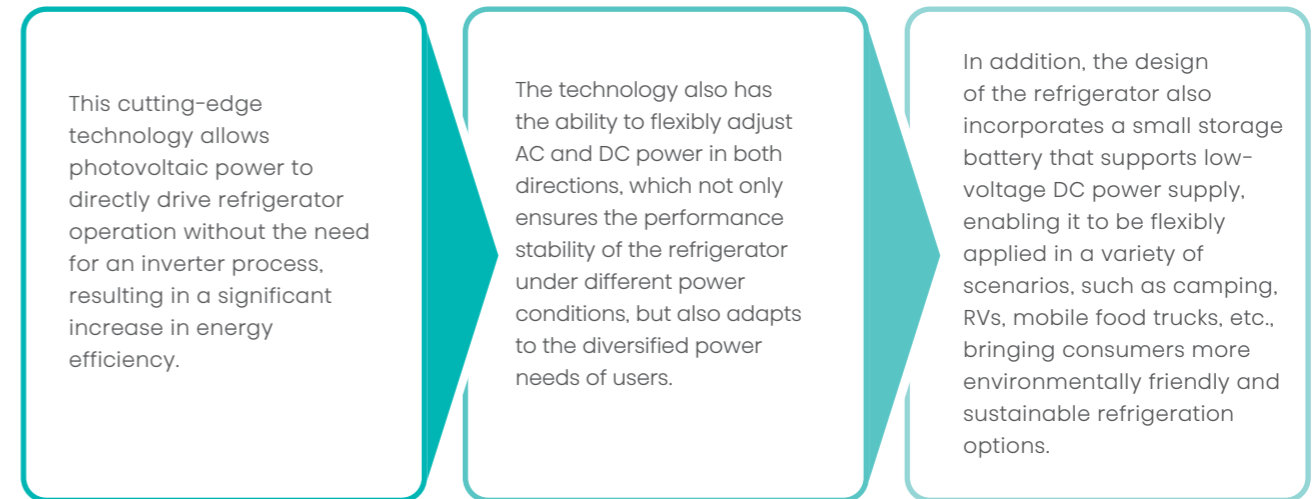 This cutting-edge
technology allows
photovoltaic power to
directly drive refrigerator
operation without the need
for an inverter process,
resulting in a significant
increase in energy
efficiency.
The technology also has
the ability to flexibly adjust
AC and DC power in both
directions, which not only
ensures the performance
stability of the refrigerator
under different power
conditions, but also adapts
to the diversified power
needs of users.
In addition, the design
of the refrigerator also
incorporates a small storage
battery that supports low-
voltage DC power supply,
enabling it to be flexibly
applied in a variety of
scenarios, such as camping,
RVs, mobile food trucks, etc.,
bringing consumers more
environmentally friendly and
sustainable refrigeration
options.